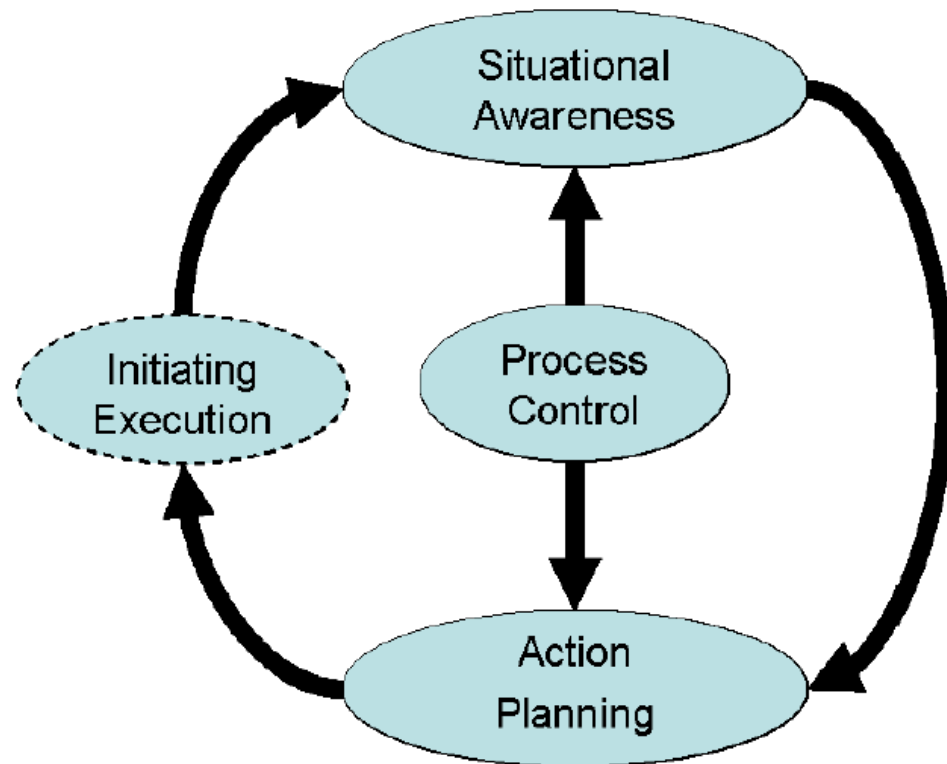 Situational
Awareness
Initiating
Execution
Process
Control
Action
Planning